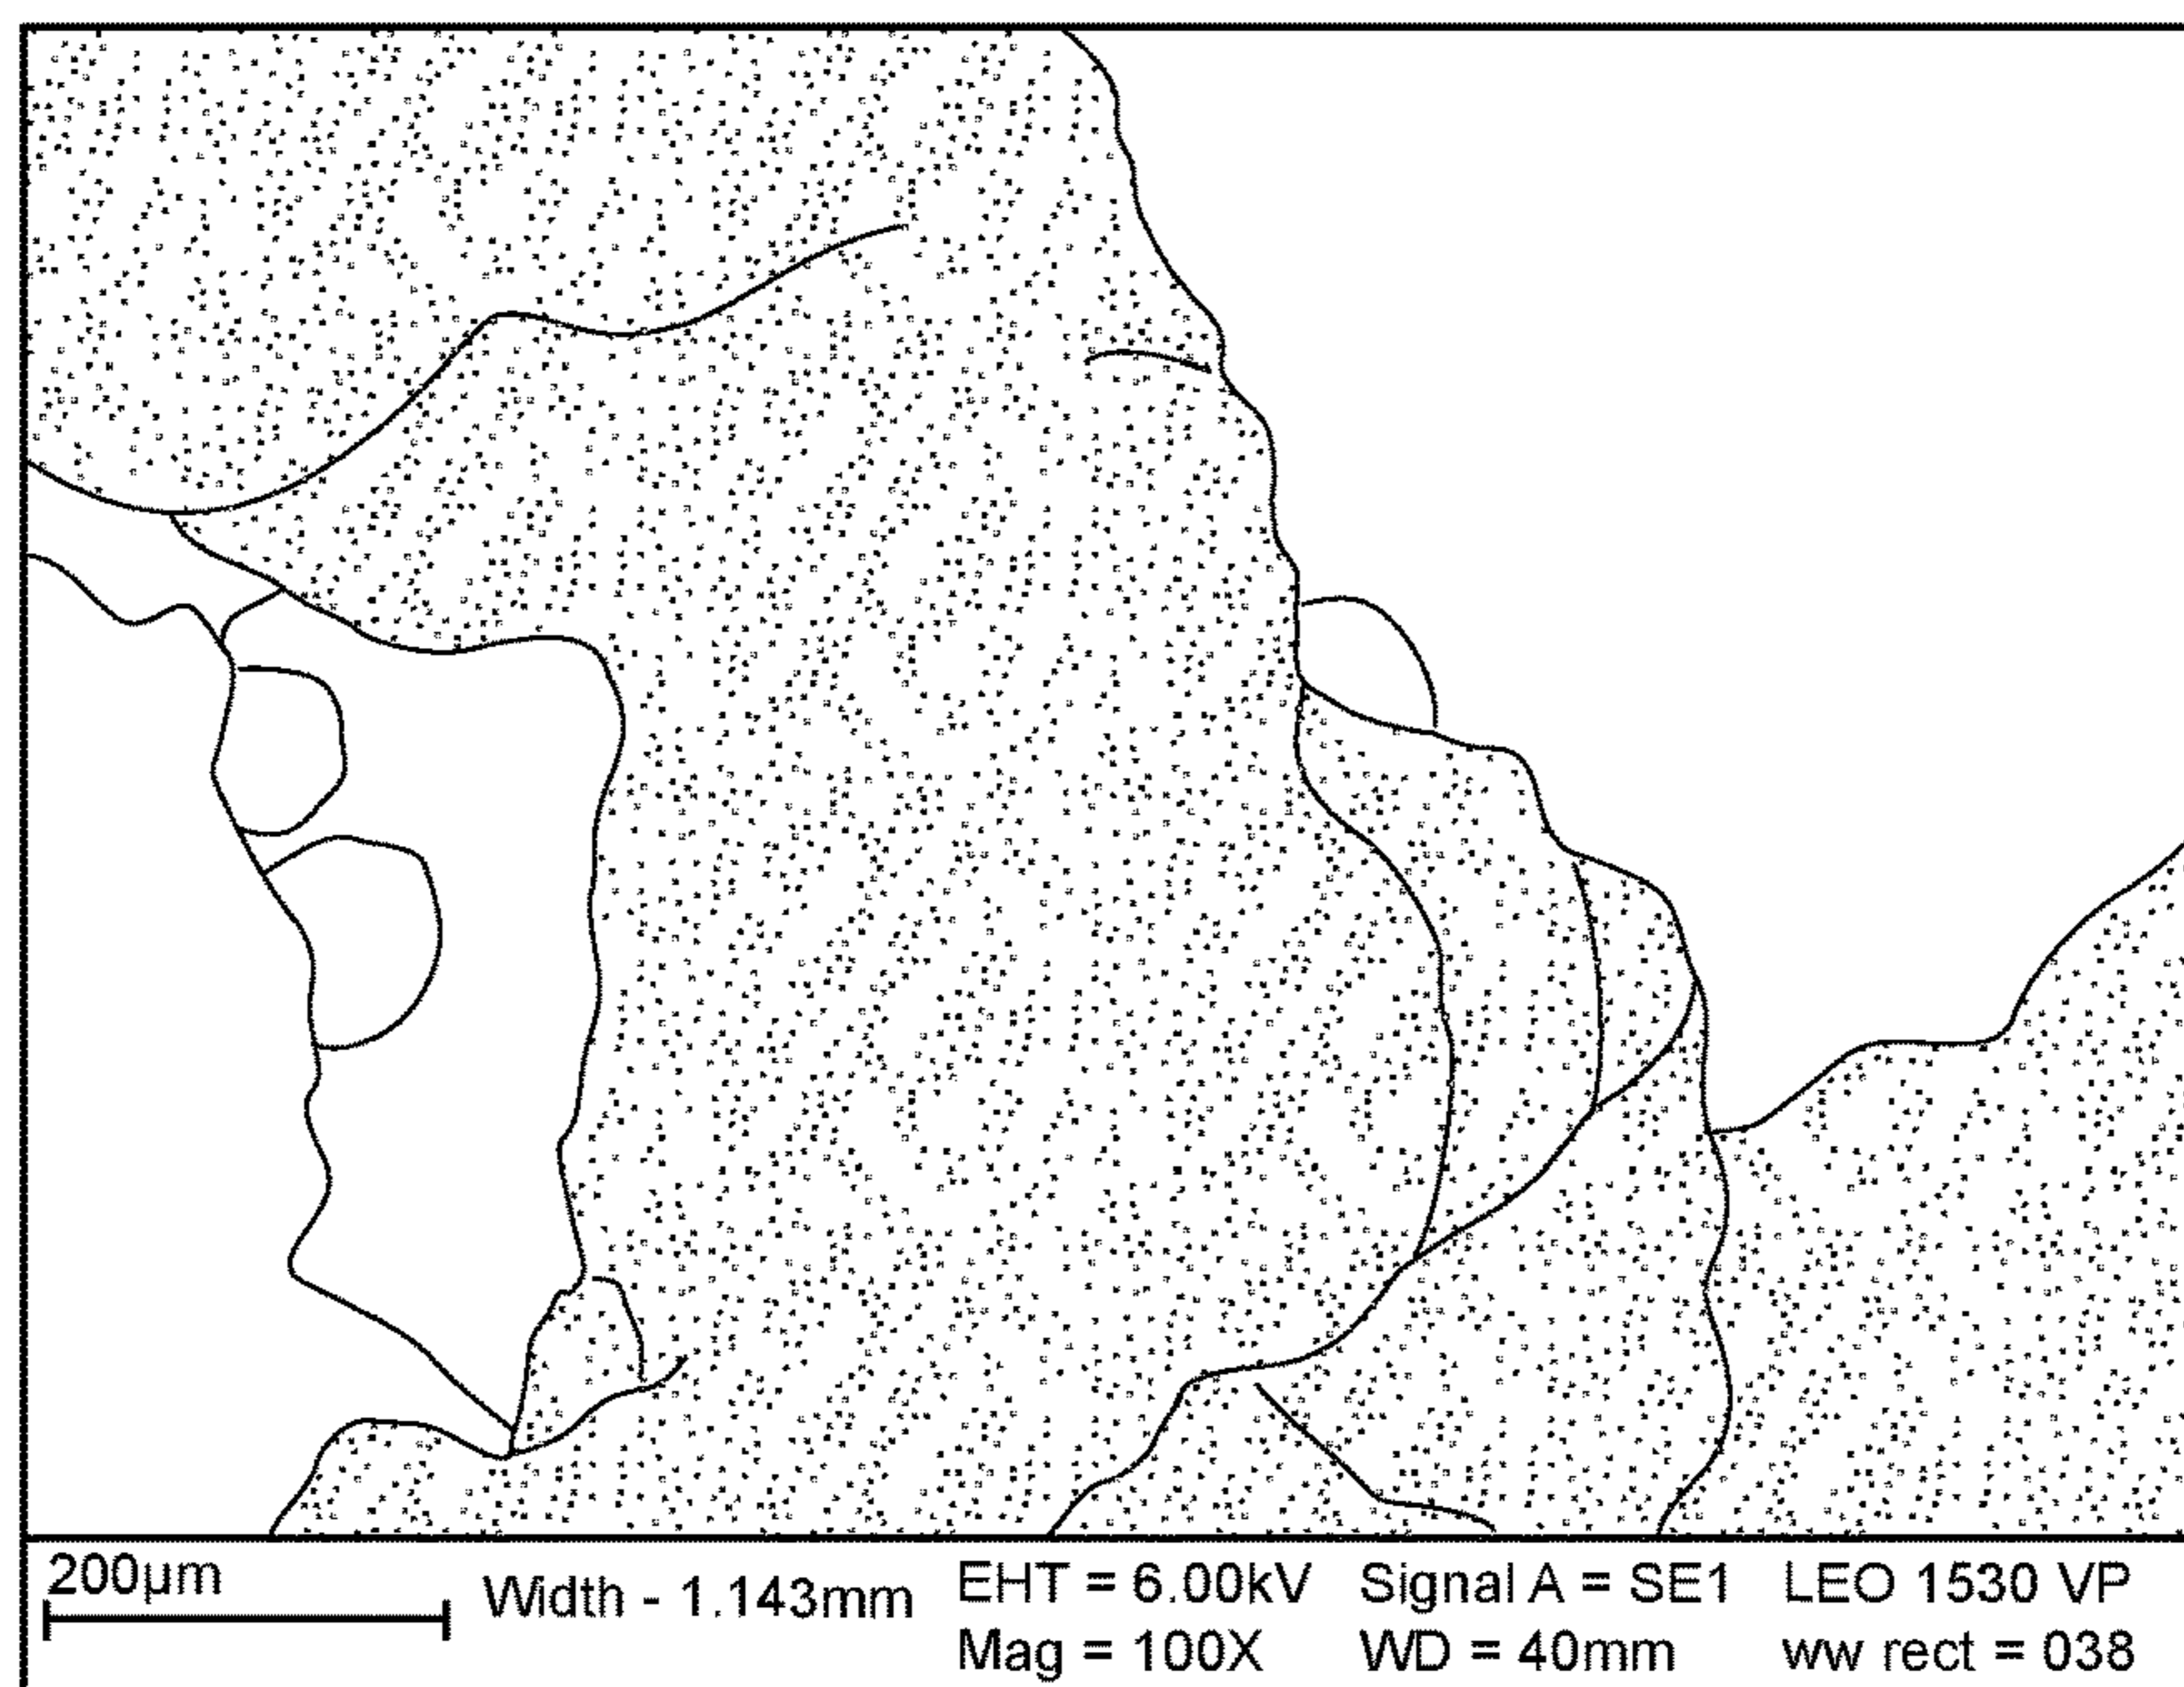 200µm Width - 1.143mm EHT = 6.00kV Signal A = SE1 LEO 1530 VP
Mag = 100X WD = 40mm ww rect = 038